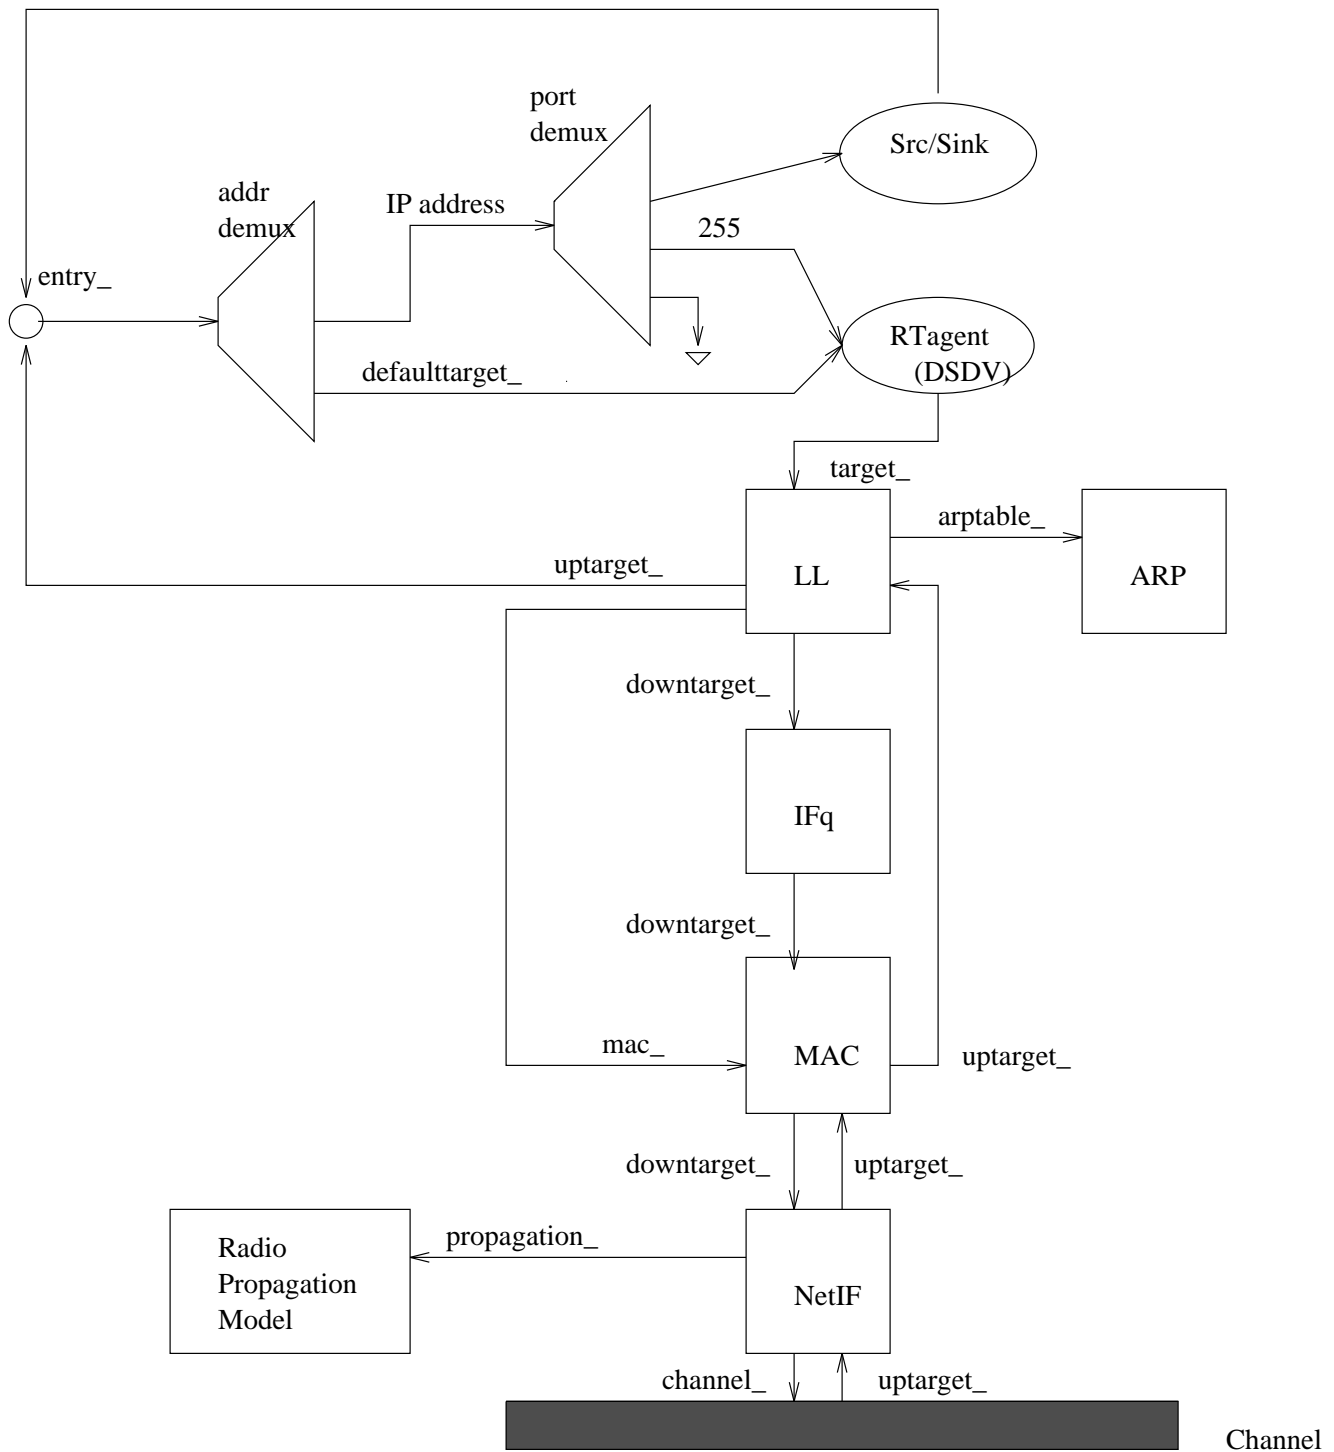 port
demux
Src/Sink
addr
demux
IP address
255
entry_
RTagent
(DSDV)
defaulttarget_
target_
arptable_
uptarget_
LL
ARP
downtarget_
IFq
downtarget_
mac_
MAC
uptarget_
downtarget_
uptarget_
Radio
Propagation
Model
propagation_
NetIF
channel_
uptarget_
Channel